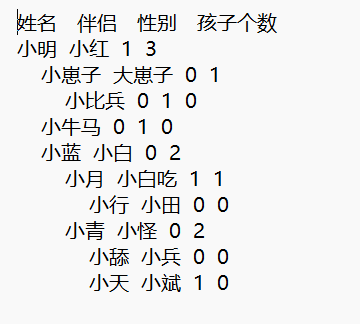 姓名 伴侣 性别 孩子个数
小明 小红 1 3
小崽子 大崽子 0 1
小比兵 0 1 0
小牛马 0 1 0
小蓝 小白 0 2
小月 小白吃 1 1
小行 小田 0 0
小青 小怪 0 2
小舔 小兵 0 0
小天 小斌 1 0